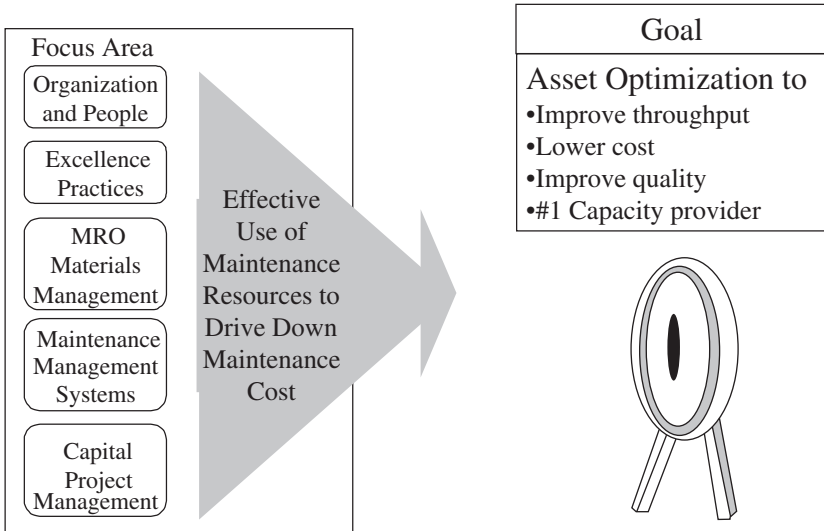 Focus Area
Organization
and People
Excellence
Practices
MRO
Materials
Management
Maintenance
Management
Systems
Capital
Project
Management
Effective
Use of
Maintenance
Resources to
Drive Down
Maintenance
Cost
Goal
Asset Optimization to
•Improve throughput
•Lower cost
•Improve quality
•#1 Capacity provider